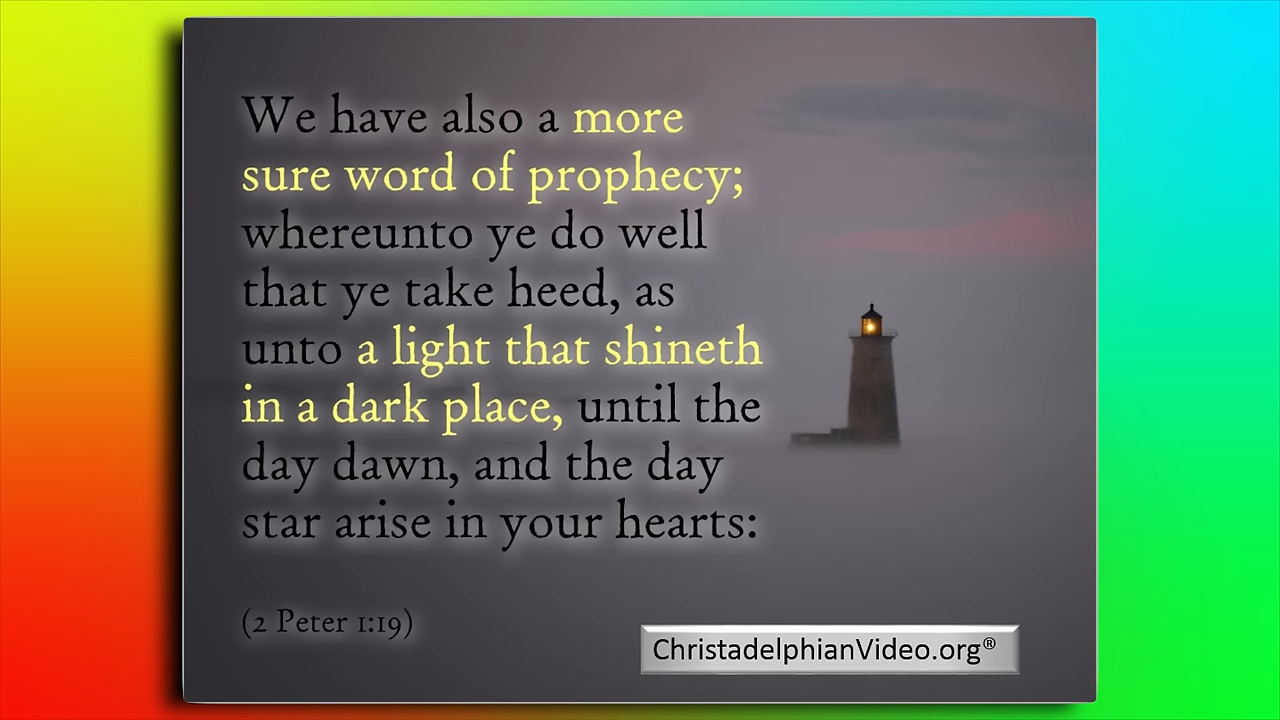 We have also a more
sure word of prophecy;
whereunto ye do well
that ye take heed, as
unto a light that shineth
in a dark place, until the
day dawn, and the day
star arise in your hearts:
(2 Peter 1:19)
ChristadelphianVideo.org®